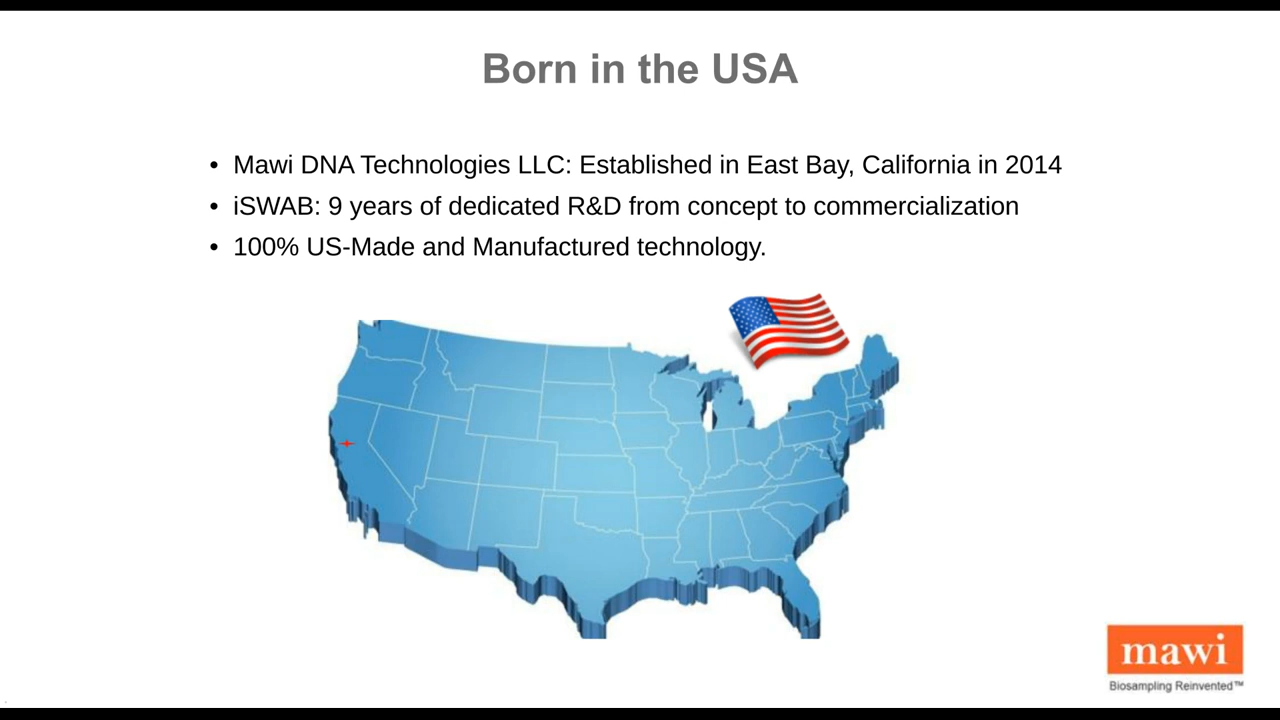 Born in the USA
• Mawi DNA Technologies LLC: Established in East Bay, California in 2014
• iSWAB: 9 years of dedicated R&D from concept to commercialization
• 100% US-Made and Manufactured technology.
mawi
Biosampling Reinvented™